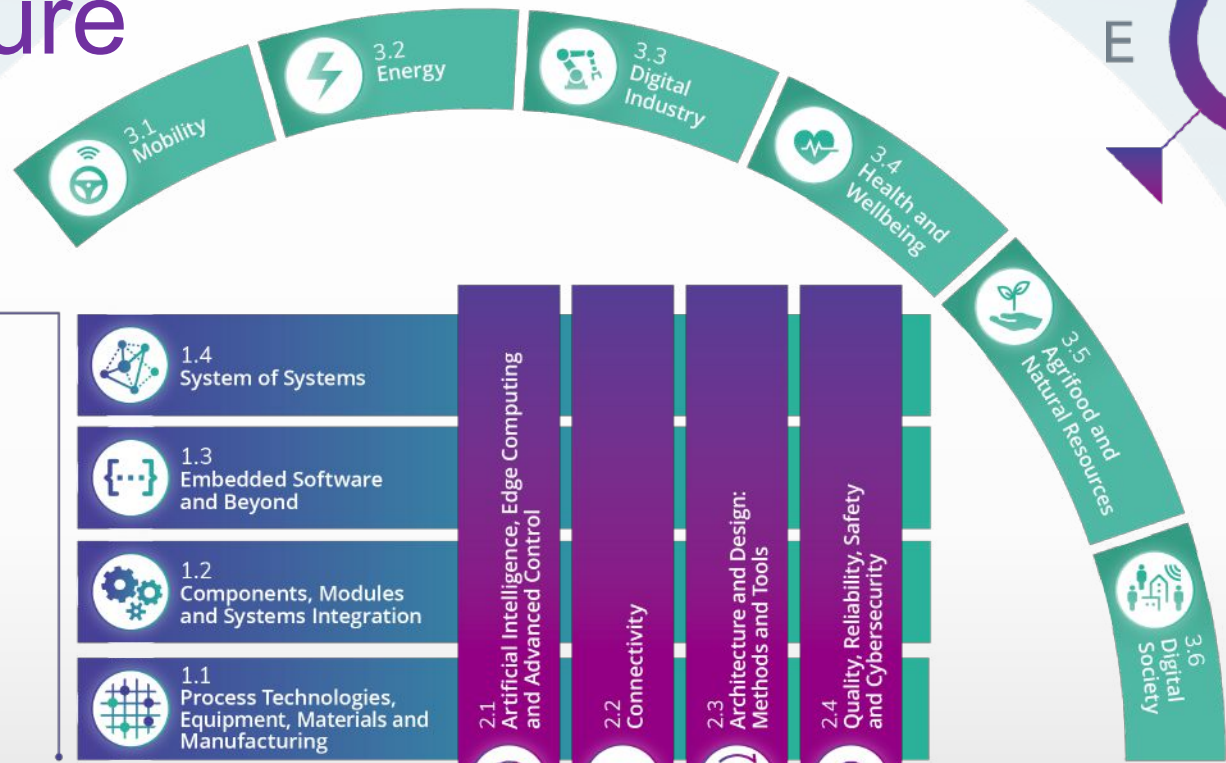 ure
E
3.1
Mobility
3.2
Energy
3.3
Digital
Industry
3.4
Health and
Wellbeing
3.5
Agrifood and
Natural Resources
3.6
Digital
Society
1.4
System of Systems
1.3
Embedded Software
and Beyond
1.2
Components, Modules
and Systems Integration
1.1
Process Technologies,
Equipment, Materials and
Manufacturing
2.1
Artificial Intelligence, Edge Computing
and Advanced Control
2.2
Connectivity
2.3
Architecture and Design:
Methods and Tools
2.4
Quality, Reliability, Safety
and Cybersecurity